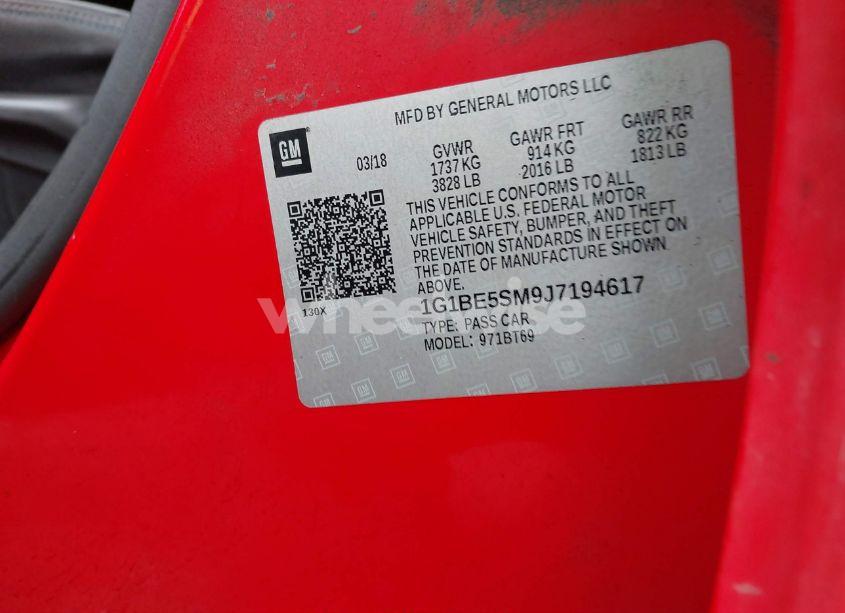 MFD BY GENERAL MOTORS LLC
GM
03/18
GVWR
1737 KG
3828 LB
GAWR FRT
914 KG
2016 LB
GAWR RR
822 KG
1813 LB
THIS VEHICLE CONFORMS TO ALL
APPLICABLE U.S. FEDERAL MOTOR
VEHICLE SAFETY, BUMPER, AND THEFT
PREVENTION STANDARDS IN EFFECT ON
THE DATE OF MANUFACTURE SHOWN
ABOVE.
130X
1G1BE5SM9J7194617
TYPE: PASS CAR
MODEL: 971BT69
wheelwise